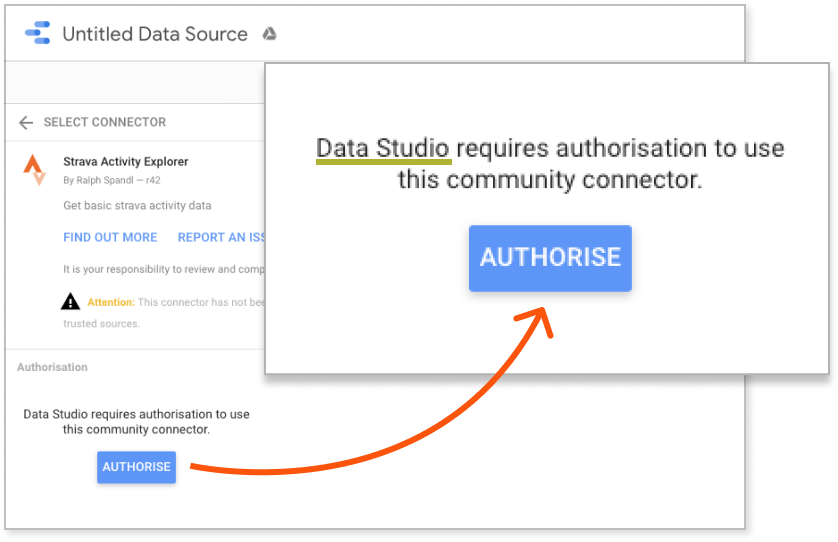 Untitled Data Source
SELECT CONNECTOR
Strava Activity Explorer
By Ralph Spandl – r42
Get basic strava activity data
FIND OUT MORE REPORT AN
It is your responsibility to review and
Attention: This connector has not
trusted sources.
Authorisation
Data Studio requires authorisation to use
this community connector.
AUTHORISE
Data Studio requires authorisation to use
this community connector.
AUTHORISE